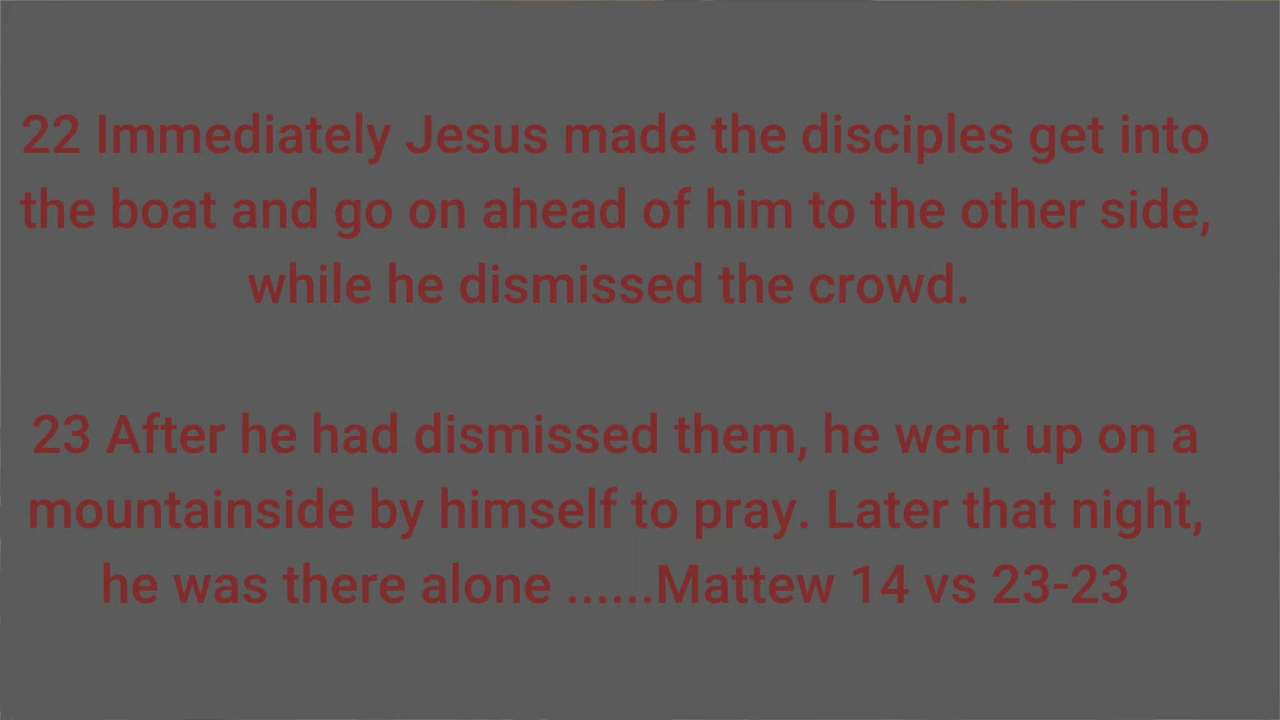 22 Immediately Jesus made the disciples get into
the boat and go on ahead of him to the other side,
while he dismissed the crowd.
23 After he had dismissed them, he went up on a
mountainside by himself to pray. Later that night,
he was there alone ......Mattew 14 vs 23-23